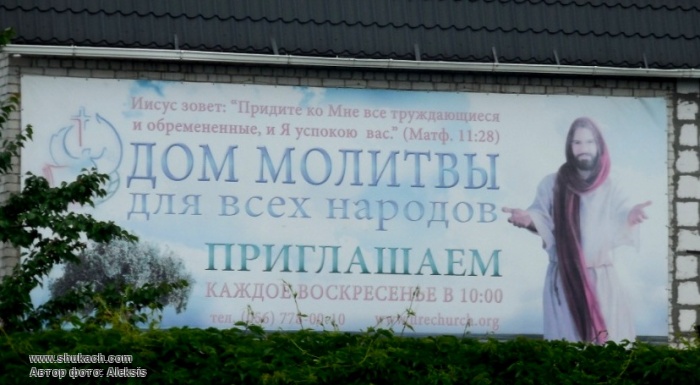 Иисус зовет: "Придите ко Мне все труждающиеся
и обремененные, и Я успокою вас." (Матф. 11:28)
ДОМ МОЛИТВЫ
для всех народов
ПРИГЛАШАЕМ
КАЖДОЕ ВОСКРЕСЕНЬЕ В 10:00
тел.
www.shukach.com
Автор фото: Aleksis